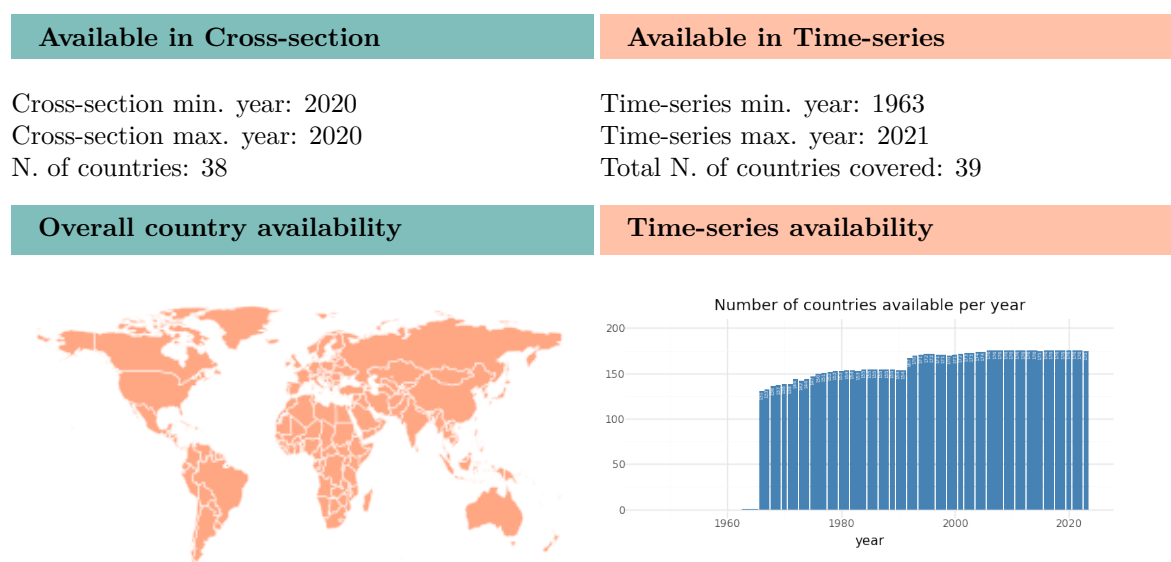 Available in Cross-section
Available in Time-series
Cross-section min. year: 2020
Cross-section max. year: 2020
N. of countries: 38
Time-series min. year: 1963
Time-series max. year: 2021
Total N. of countries covered: 39
Overall country availability
Time-series availability
Number of countries available per year
200
150
100
50
0
1960 1980 2000 2020
year